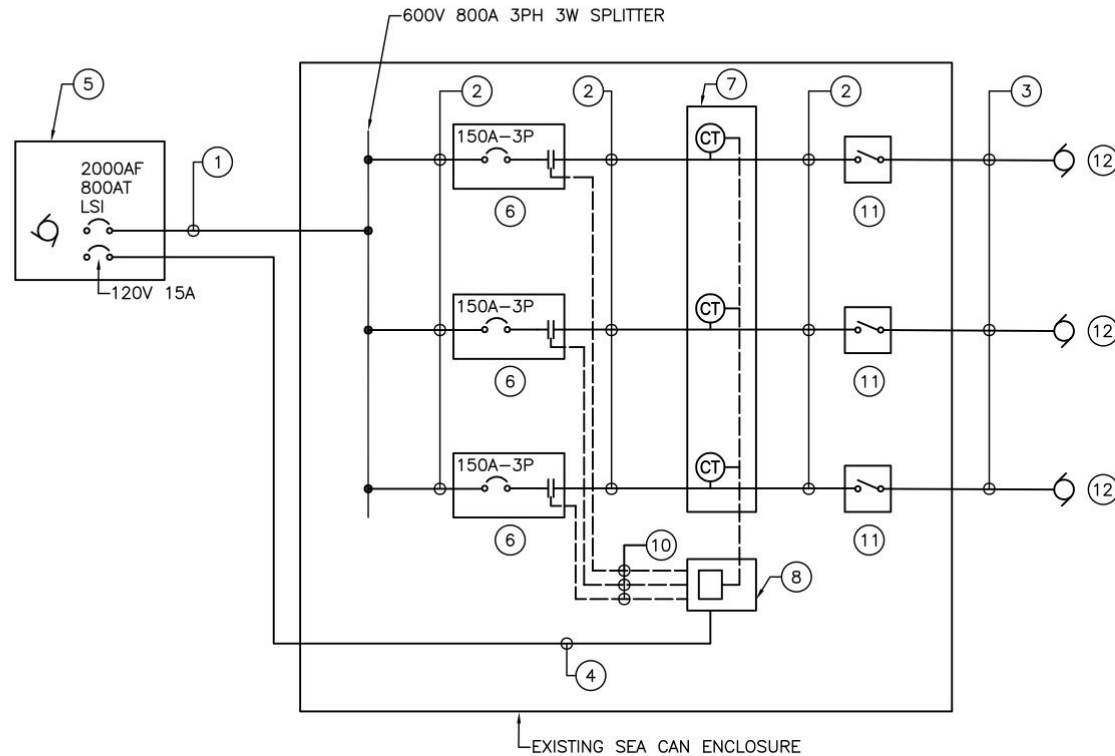 600V 800A 3PH 3W SPLITTER
5
2
2
7
2
3
1
2000AF
800AT
LSI
120V 15A
150A-3P
CT
12
6
11
150A-3P
CT
12
6
11
150A-3P
CT
12
6
11
10
8
4
EXISTING SEA CAN ENCLOSURE